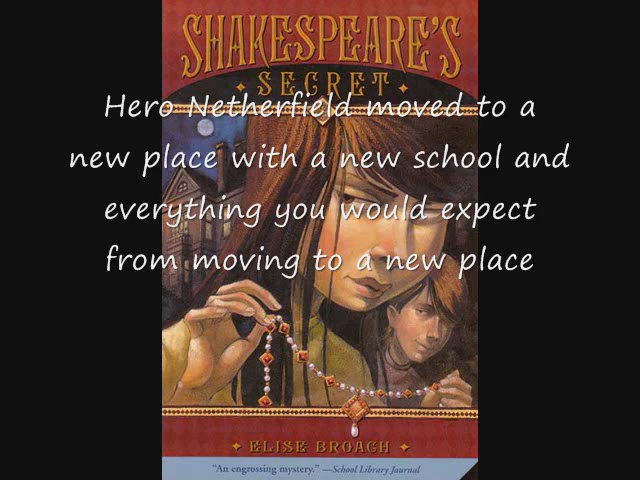 SHAKESPEARE'S
SECRET
Hero Netherfield moved to a
new place with a new school and
everything you would expect
from moving to a new place
ELISE BROACH
"An engrossing mystery." —School Library Journal